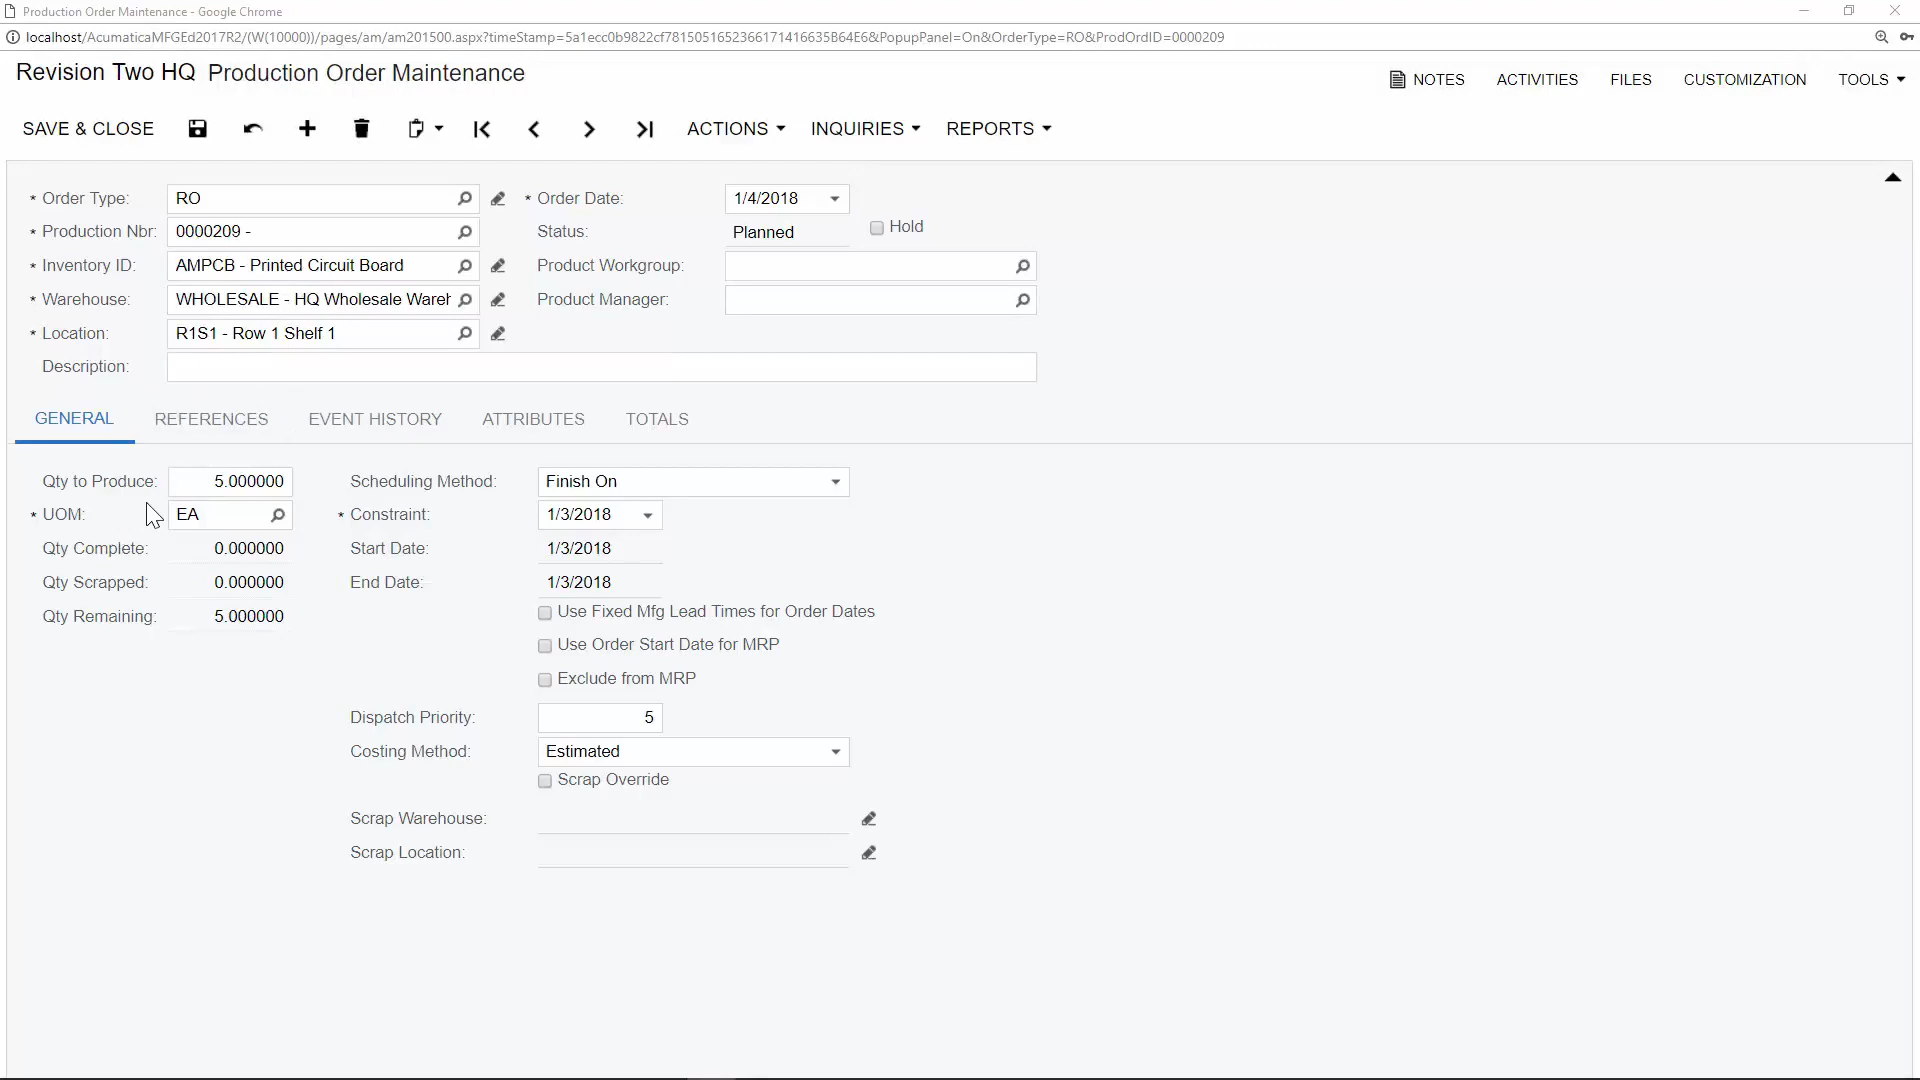 Production Order Maintenance - Google Chrome
localhost/AcumaticaMFGEd2017R2/(W(10000))/pages/am/am201500.aspx?timeStamp=5a1ecc0b9822cf7815051652366171416635B64E6&PopupPanel=On&OrderType=RO&ProdOrdID=0000209
Revision Two HQ Production Order Maintenance
NOTES ACTIVITIES FILES CUSTOMIZATION TOOLS
SAVE & CLOSE ACTIONS INQUIRIES REPORTS
* Order Type: RO * Order Date: 1/4/2018
* Production Nbr: 0000209 - Status: Planned Hold
* Inventory ID: AMPCB - Printed Circuit Board Product Workgroup:
* Warehouse: WHOLESALE - HQ Wholesale Wareh Product Manager:
* Location: R1S1 - Row 1 Shelf 1
Description:
GENERAL REFERENCES EVENT HISTORY ATTRIBUTES TOTALS
Qty to Produce: 5.000000 Scheduling Method: Finish On
* UOM: EA * Constraint: 1/3/2018
Qty Complete: 0.000000 Start Date: 1/3/2018
Qty Scrapped: 0.000000 End Date: 1/3/2018
Qty Remaining: 5.000000 Use Fixed Mfg Lead Times for Order Dates
Use Order Start Date for MRP
Exclude from MRP
Dispatch Priority: 5
Costing Method: Estimated
Scrap Override
Scrap Warehouse:
Scrap Location: